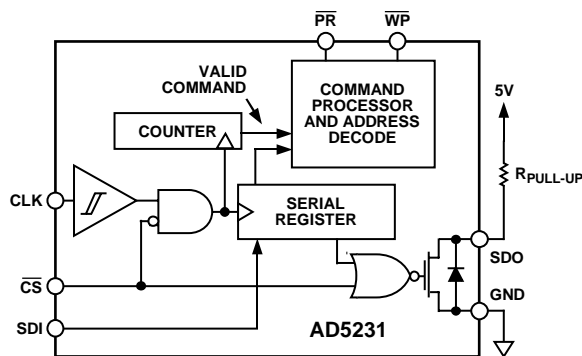 PR WP
VALID
COMMAND
COMMAND
PROCESSOR
AND ADDRESS
DECODE
5V
COUNTER
RPULL-UP
CLK
SERIAL
REGISTER
SDO
CS
GND
SDI
AD5231